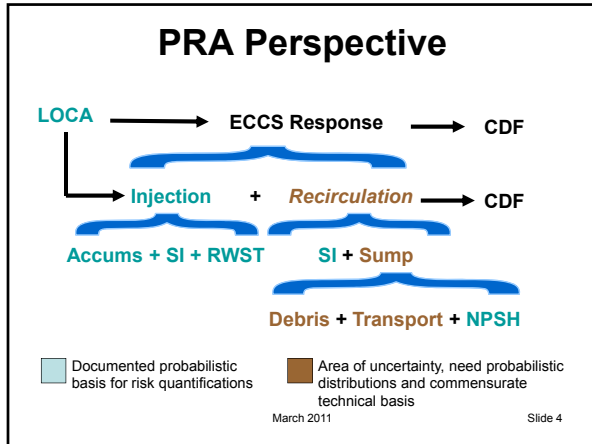 PRA Perspective
LOCA ECCS Response CDF
Injection + Recirculation CDF
Accums + SI + RWST SI + Sump
Debris + Transport + NPSH
Documented probabilistic
basis for risk quantifications
Area of uncertainty, need probabilistic
distributions and commensurate
technical basis
March 2011 Slide 4